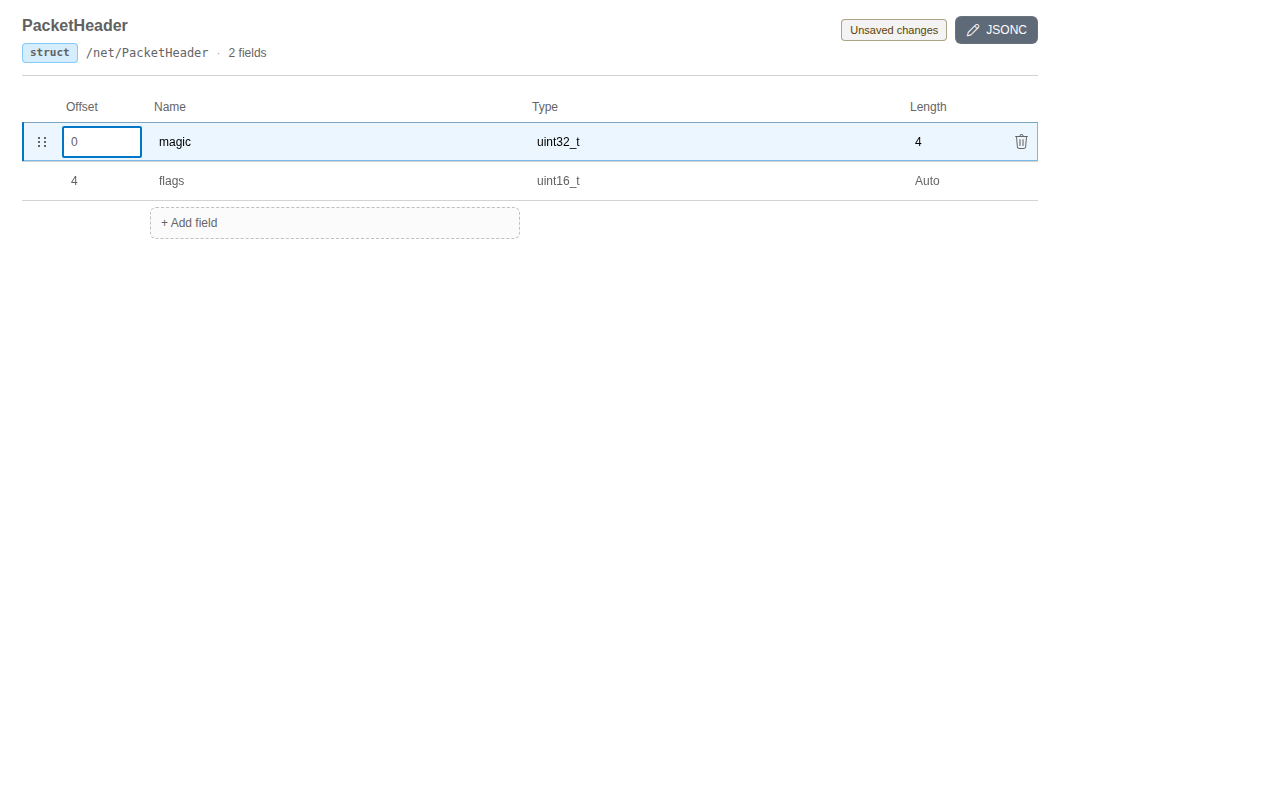 PacketHeader
Unsaved changes
JSONC
struct /net/PacketHeader · 2 fields
Offset Name Type Length
0 magic uint32_t 4
4 flags uint16_t Auto
+ Add field